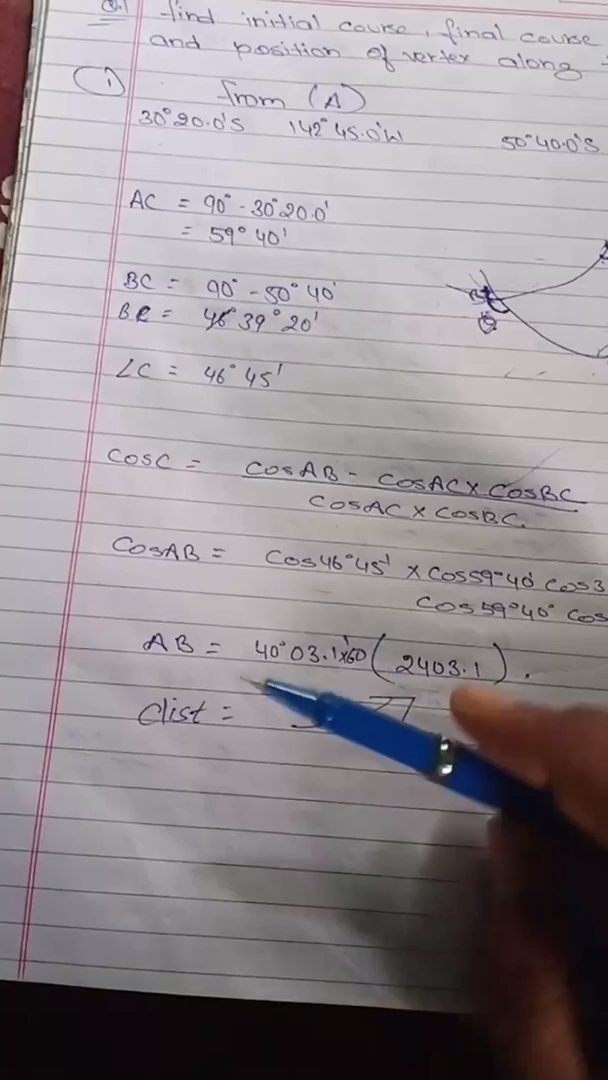 Q.1 find initial course, final course
and position of vertex along
① from (A)
30°20.0'S 142°45.0'W 50°40.0'S
AC = 90° - 30°20.0'
= 59°40'
BC = 90° - 50°40'
BC = 39°20'
∠C = 46°45'
COSC = COSAB - COSAC X COSBC
COSAC X COSBC.
COSAB = Cos46°45' X Cos59°40' Cos3
Cos59°40' Cos
AB = 40°03.1'x60 (2403.1).
dist =